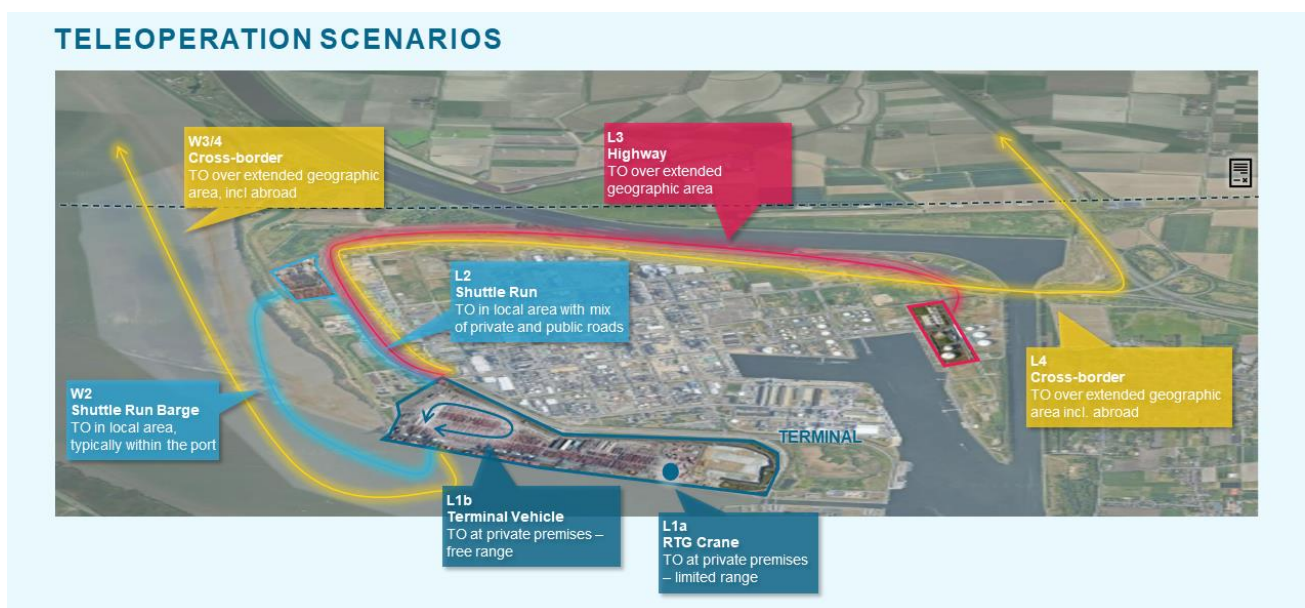 TELEOPERATION SCENARIOS
W3/4
Cross-border
TO over extended geographic
area, incl abroad
L3
Highway
TO over extended
geographic area
L2
Shuttle Run
TO in local area with mix
of private and public roads
W2
Shuttle Run Barge
TO in local area,
typically within the port
L4
Cross-border
TO over extended geographic
area incl. abroad
TERMINAL
L1b
Terminal Vehicle
TO at private premises –
free range
L1a
RTG Crane
TO at private premises
– limited range